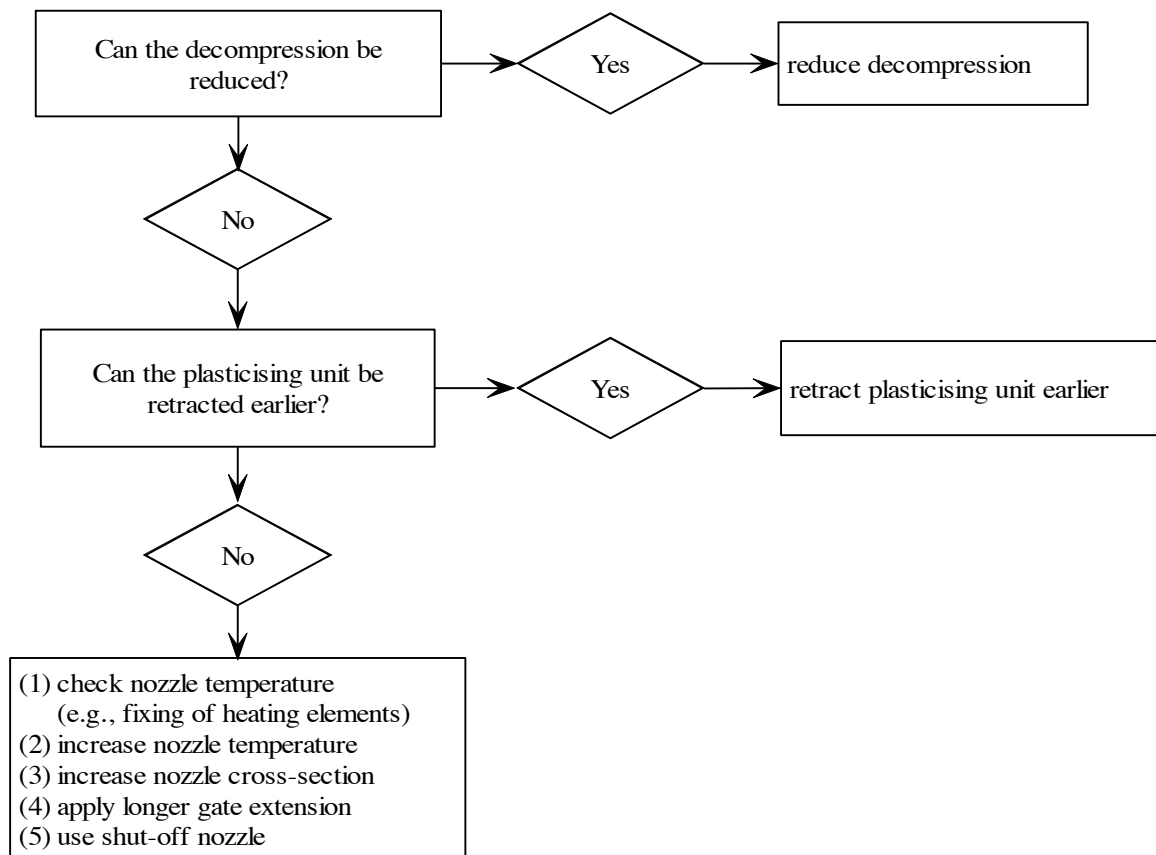 Can the decompression be
reduced?
Yes
reduce decompression
No
Can the plasticising unit be
retracted earlier?
Yes
retract plasticising unit earlier
No
(1) check nozzle temperature
(e.g., fixing of heating elements)
(2) increase nozzle temperature
(3) increase nozzle cross-section
(4) apply longer gate extension
(5) use shut-off nozzle